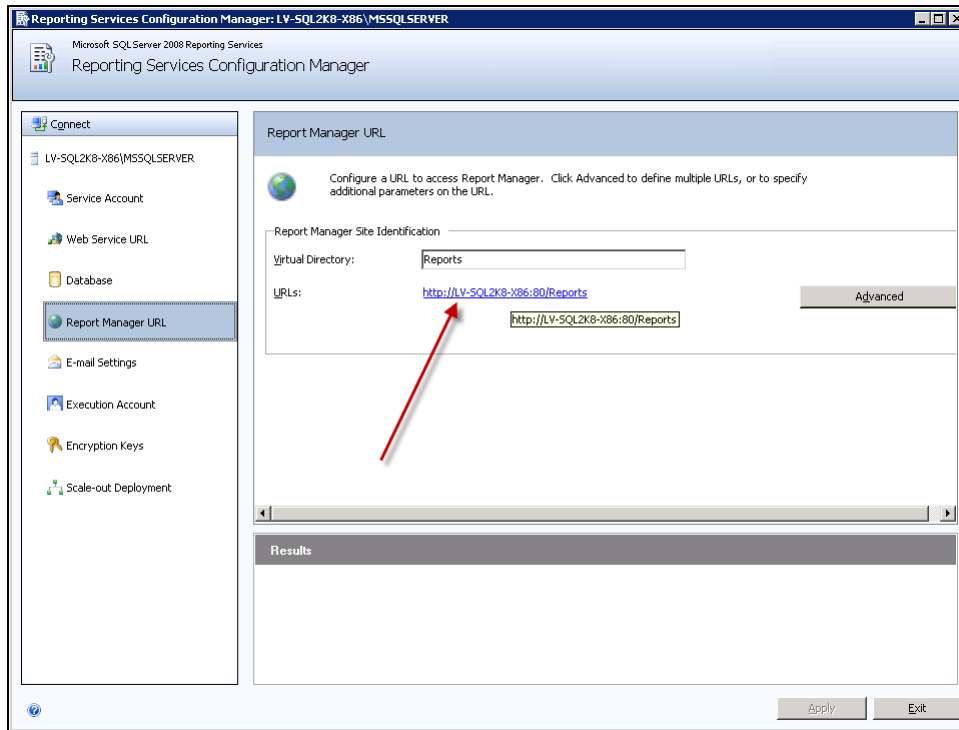 Reporting Services Configuration Manager: LV-SQL2K8-X86\MSSQLSERVER
Microsoft SQL Server 2008 Reporting Services
Reporting Services Configuration Manager
Connect
LV-SQL2K8-X86\MSSQLSERVER
Service Account
Web Service URL
Database
Report Manager URL
E-mail Settings
Execution Account
Encryption Keys
Scale-out Deployment
Report Manager URL
Configure a URL to access Report Manager. Click Advanced to define multiple URLs, or to specify
additional parameters on the URL.
Report Manager Site Identification
Virtual Directory:
Reports
URLs:
http://LV-SQL2K8-X86:80/Reports
Advanced
http://LV-SQL2K8-X86:80/Reports
Results
Apply
Exit